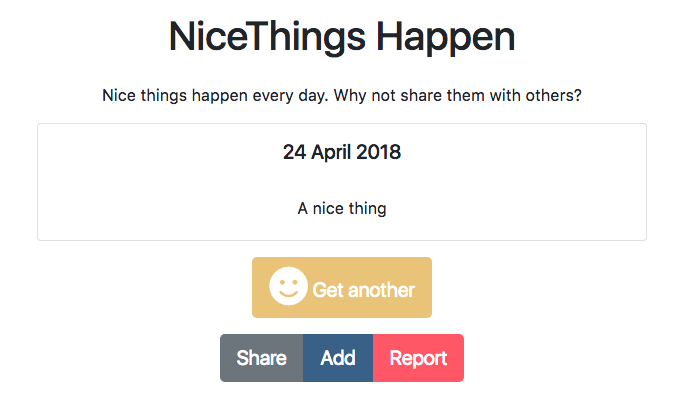 NiceThings Happen
Nice things happen every day. Why not share them with others?
24 April 2018
A nice thing
Get another
Share Add Report